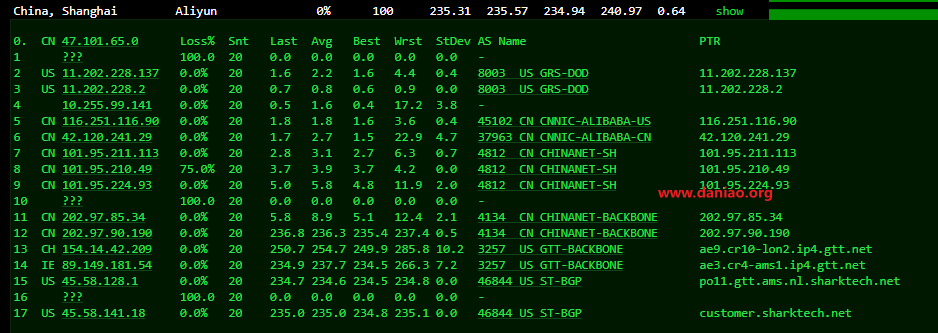 China, Shanghai Aliyun 0% 100 235.31 235.57 234.94 240.97 0.64 show
0. CN 47.101.65.0 Loss% Snt Last Avg Best Wrst StDev AS Name PTR
1 ??? 100.0 20 0.0 0.0 0.0 0.0 0.0 -
2 US 11.202.228.137 0.0% 20 1.6 2.2 1.6 4.4 0.4 8003 US GRS-DOD 11.202.228.137
3 US 11.202.228.2 0.0% 20 0.7 0.8 0.6 0.9 0.0 8003 US GRS-DOD 11.202.228.2
4 10.255.99.141 0.0% 20 0.5 1.6 0.4 17.2 3.8 -
5 CN 116.251.116.90 0.0% 20 1.8 1.8 1.6 3.6 0.4 45102 CN CNNIC-ALIBABA-US 116.251.116.90
6 CN 42.120.241.29 0.0% 20 1.7 2.7 1.5 22.9 4.7 37963 CN CNNIC-ALIBABA-CN 42.120.241.29
7 CN 101.95.211.113 0.0% 20 2.8 3.1 2.7 6.3 0.7 4812 CN CHINANET-SH 101.95.211.113
8 CN 101.95.210.49 75.0% 20 3.7 3.9 3.7 4.2 0.0 4812 CN CHINANET-SH 101.95.210.49
9 CN 101.95.224.93 0.0% 20 5.0 5.8 4.8 11.9 2.0 4812 CN CHINANET-SH 101.95.224.93
www.daniao.org
10 ??? 100.0 20 0.0 0.0 0.0 0.0 0.0 -
11 CN 202.97.85.34 0.0% 20 5.8 8.9 5.1 12.4 2.1 4134 CN CHINANET-BACKBONE 202.97.85.34
12 CN 202.97.90.190 0.0% 20 236.8 236.3 235.4 237.4 0.5 4134 CN CHINANET-BACKBONE 202.97.90.190
13 CH 154.14.42.209 0.0% 20 250.7 254.7 249.9 285.8 10.2 3257 US GTT-BACKBONE ae9.cr10-lon2.ip4.gtt.net
14 IE 89.149.181.54 0.0% 20 234.9 237.7 234.5 266.3 7.2 3257 US GTT-BACKBONE ae3.cr4-ams1.ip4.gtt.net
15 US 45.58.128.1 0.0% 20 234.7 234.6 234.5 234.8 0.0 46844 US ST-BGP po11.gtt.ams.nl.sharktech.net
16 ??? 100.0 20 0.0 0.0 0.0 0.0 0.0 -
17 US 45.58.141.18 0.0% 20 235.0 235.0 234.8 235.1 0.0 46844 US ST-BGP customer.sharktech.net